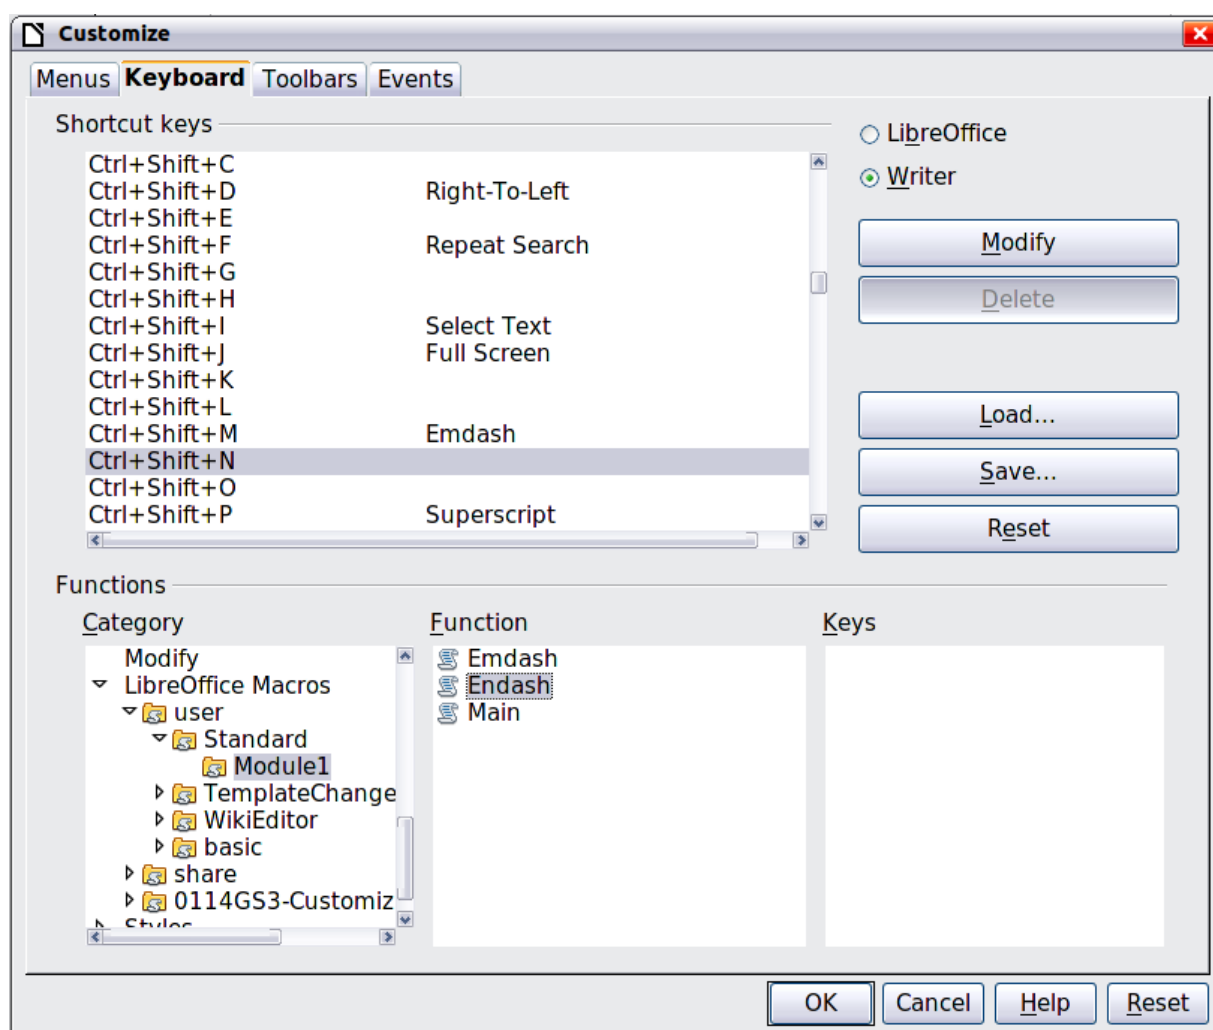 Customize
Menus Keyboard Toolbars Events
Shortcut keys
LibreOffice
Writer
Ctrl+Shift+C
Ctrl+Shift+D Right-To-Left
Ctrl+Shift+E
Ctrl+Shift+F Repeat Search
Ctrl+Shift+G
Ctrl+Shift+H
Ctrl+Shift+I Select Text
Ctrl+Shift+J Full Screen
Ctrl+Shift+K
Ctrl+Shift+L
Ctrl+Shift+M Emdash
Ctrl+Shift+N
Ctrl+Shift+O
Ctrl+Shift+P Superscript
Modify
Delete
Load...
Save...
Reset
Functions
Category
Modify
LibreOffice Macros
user
Standard
Module1
TemplateChange
WikiEditor
basic
share
0114GS3-Customiz
Styles
Function
Emdash
Endash
Main
Keys
OK Cancel Help Reset